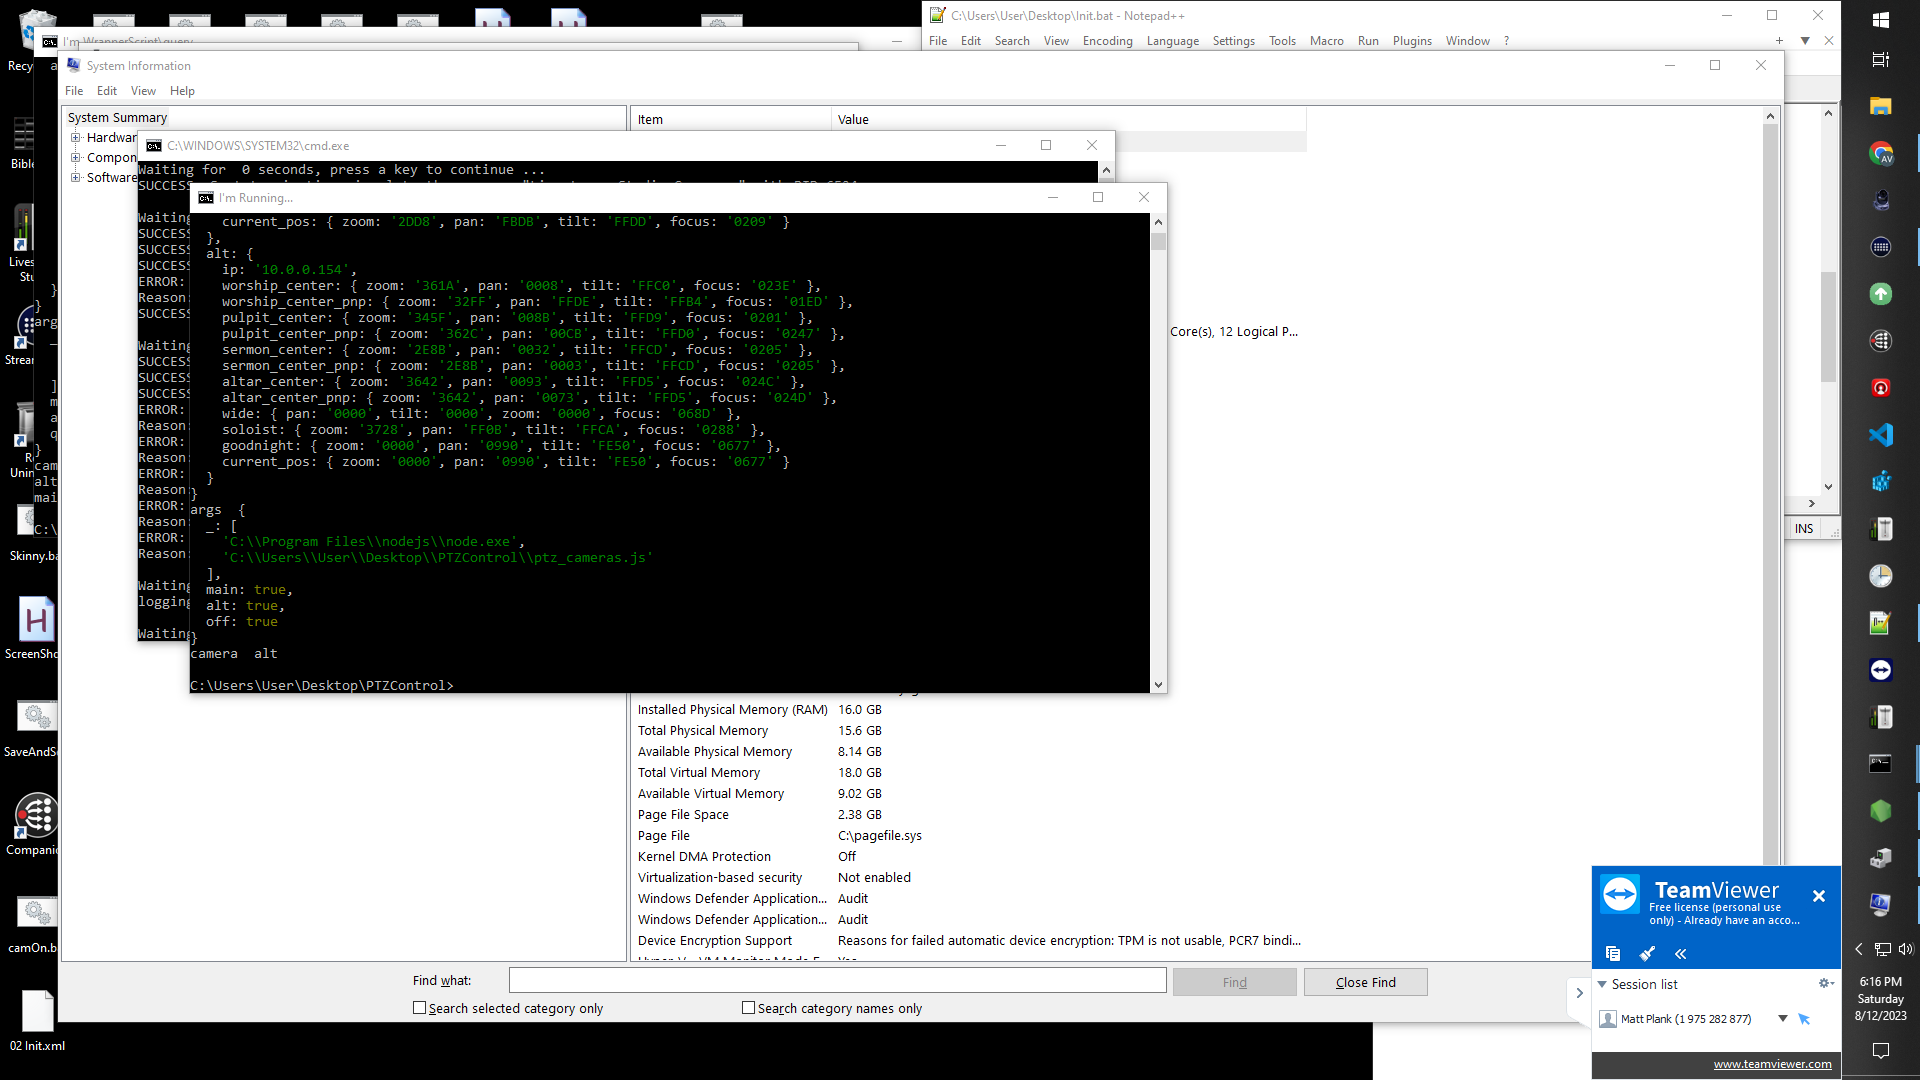 I'm WrapperScript\query
C:\Users\User\Desktop\Init.bat - Notepad++
File Edit Search View Encoding Language Settings Tools Macro Run Plugins Window ?
System Information
File Edit View Help
System Summary
Hardwar
Compon
Software
Item Value
Core(s), 12 Logical P...
C:\WINDOWS\SYSTEM32\cmd.exe
Waiting for  0 seconds, press a key to continue ...
SUCCESS
Waiting
SUCCESS
SUCCESS
SUCCESS
ERROR:
Reason:
SUCCESS
Waiting
SUCCESS
SUCCESS
SUCCESS
ERROR:
Reason:
ERROR:
Reason:
ERROR:
Reason:
ERROR:
Reason:
ERROR:
Reason:
Waiting
logging
Waiting
I'm Running...
current_pos: { zoom: '2DD8', pan: 'FBDB', tilt: 'FFDD', focus: '0209' }
},
alt: {
ip: '10.0.0.154',
worship_center: { zoom: '361A', pan: '0008', tilt: 'FFC0', focus: '023E' },
worship_center_pnp: { zoom: '32FF', pan: 'FFDE', tilt: 'FFB4', focus: '01ED' },
pulpit_center: { zoom: '345F', pan: '008B', tilt: 'FFD9', focus: '0201' },
pulpit_center_pnp: { zoom: '362C', pan: '00CB', tilt: 'FFD0', focus: '0247' },
sermon_center: { zoom: '2E8B', pan: '0032', tilt: 'FFCD', focus: '0205' },
sermon_center_pnp: { zoom: '2E8B', pan: '0003', tilt: 'FFCD', focus: '0205' },
altar_center: { zoom: '3642', pan: '0093', tilt: 'FFD5', focus: '024C' },
altar_center_pnp: { zoom: '3642', pan: '0073', tilt: 'FFD5', focus: '024D' },
wide: { pan: '0000', tilt: '0000', zoom: '0000', focus: '068D' },
soloist: { zoom: '3728', pan: 'FF0B', tilt: 'FFCA', focus: '0288' },
goodnight: { zoom: '0000', pan: '0990', tilt: 'FE50', focus: '0677' },
current_pos: { zoom: '0000', pan: '0990', tilt: 'FE50', focus: '0677' }
}
}
args  {
_: [
'C:\\Program Files\\nodejs\\node.exe',
'C:\\Users\\User\\Desktop\\PTZControl\\ptz_cameras.js'
],
main: true,
alt: true,
off: true
}
camera  alt
C:\Users\User\Desktop\PTZControl>
Installed Physical Memory (RAM) 16.0 GB
Total Physical Memory 15.6 GB
Available Physical Memory 8.14 GB
Total Virtual Memory 18.0 GB
Available Virtual Memory 9.02 GB
Page File Space 2.38 GB
Page File C:\pagefile.sys
Kernel DMA Protection Off
Virtualization-based security Not enabled
Windows Defender Application... Audit
Windows Defender Application... Audit
Device Encryption Support Reasons for failed automatic device encryption: TPM is not usable, PCR7 bindi...
Find what:
Find
Close Find
Search selected category only
Search category names only
INS
Recy
Bible
Lives
Stu
Strean
R
Unin
Skinny.ba
ScreenSho
SaveAndSe
Companio
camOn.b
02 Init.xml
TeamViewer
Free license (personal use
only) - Already have an acco...
Session list
Matt Plank (1 975 282 877)
www.teamviewer.com
6:16 PM
Saturday
8/12/2023